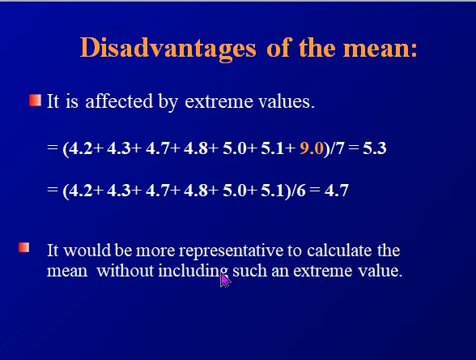 Disadvantages of the mean:
It is affected by extreme values.
= (4.2+ 4.3+ 4.7+ 4.8+ 5.0+ 5.1+ 9.0)/7 = 5.3
= (4.2+ 4.3+ 4.7+ 4.8+ 5.0+ 5.1)/6 = 4.7
It would be more representative to calculate the
mean without including such an extreme value.